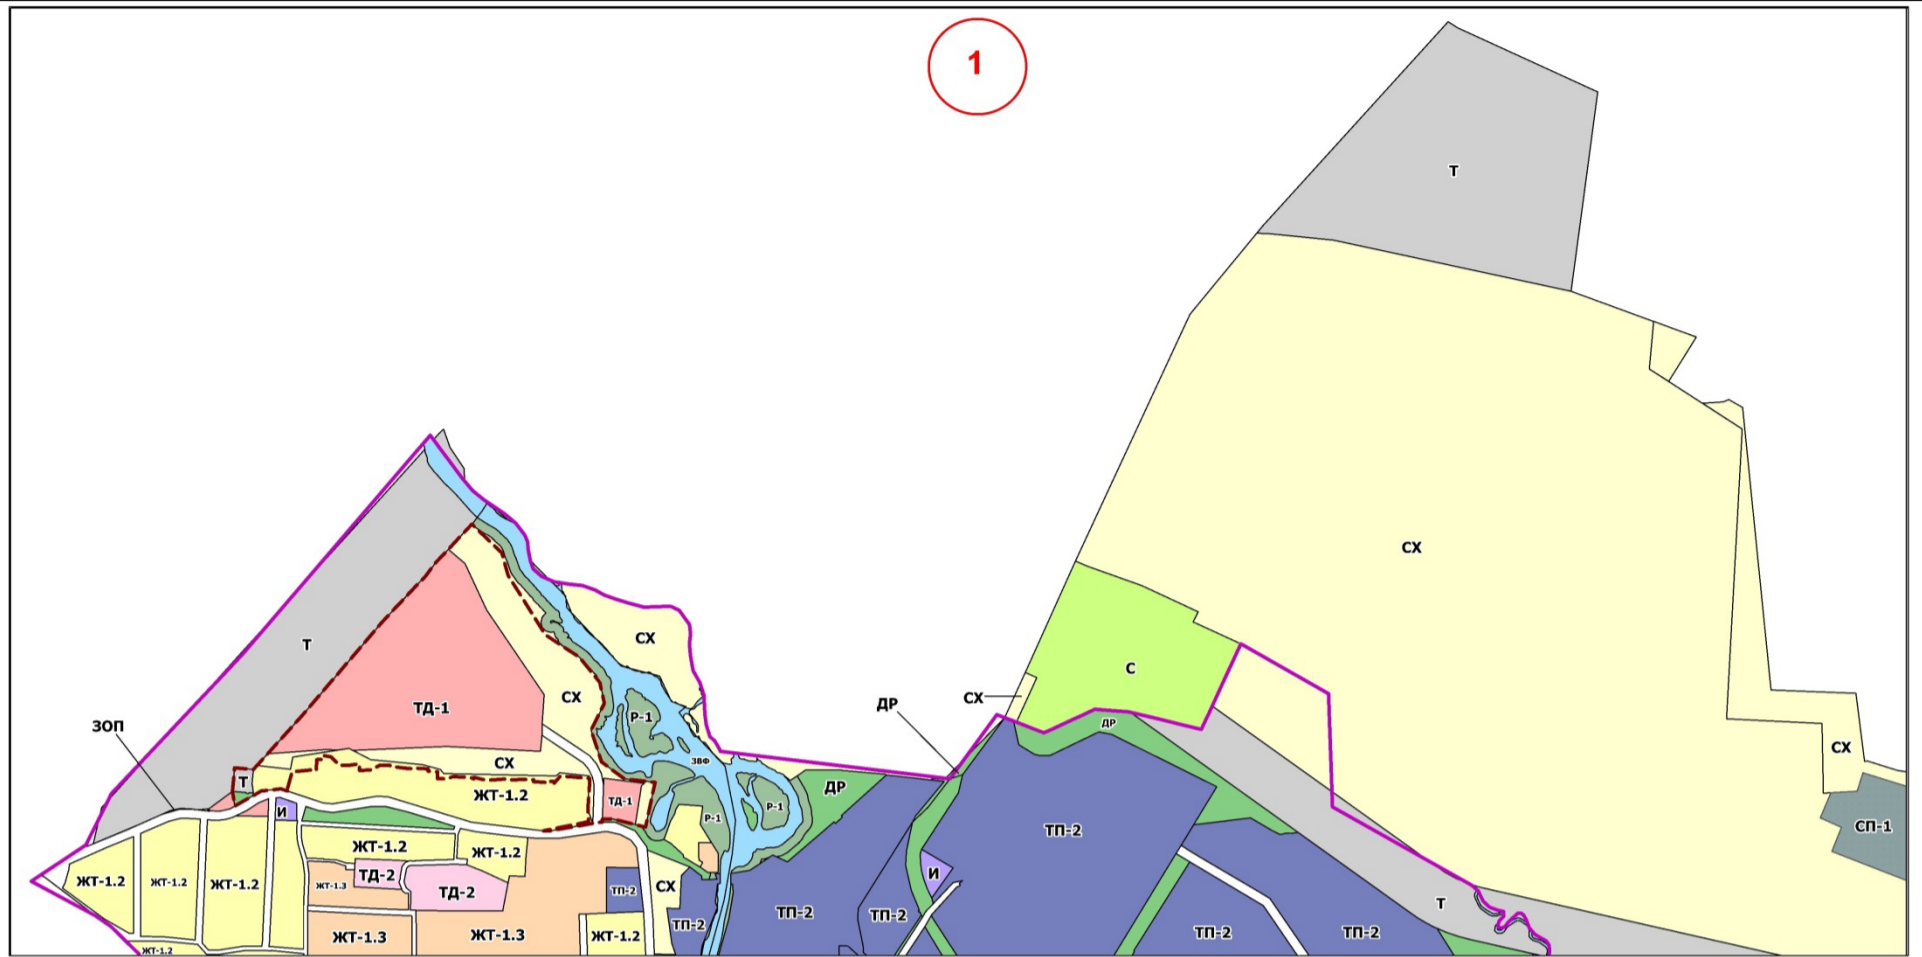 1
Т
СХ
СХ
Т
С
СХ
СХ
ДР
Р-1
ТД-1
ДР
ЗОП
СХ
СХ
ЗВФ
Т
ДР
ЖТ-1.2
ТД-1
Р-1
И
Р-1
СП-1
ТП-2
ЖТ-1.2
ЖТ-1.2
ТД-2
И
ЖТ-1.2
ЖТ-1.2
ЖТ-1.2
ЖТ-1.3
ТД-2
ТП-2
СХ
Т
ТП-2
ТП-2
ТП-2
ЖТ-1.3
ЖТ-1.3
ЖТ-1.2
ТП-2
ТП-2
ЖТ-1.2